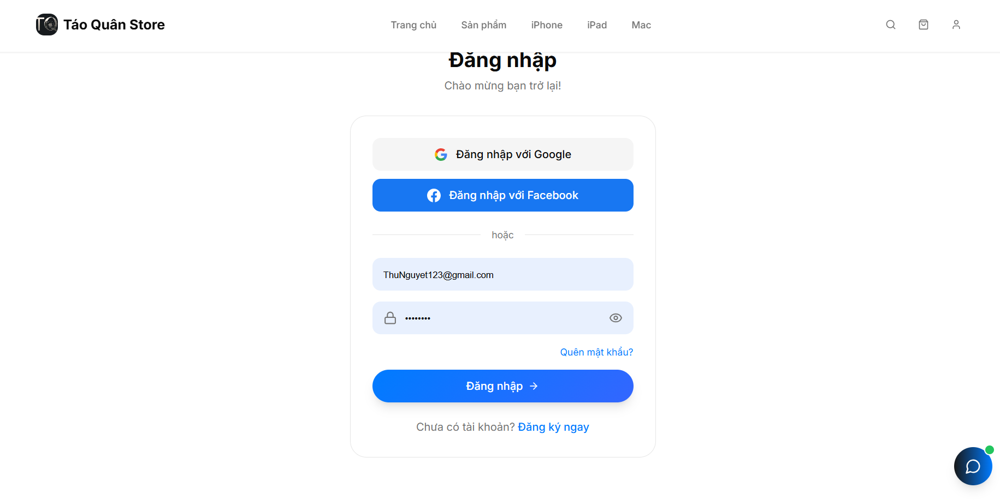 TQ Táo Quân Store
Trang chủ Sản phẩm iPhone iPad Mac
Đăng nhập
Chào mừng bạn trở lại!
Đăng nhập với Google
Đăng nhập với Facebook
hoặc
ThuNguyet123@gmail.com
••••••••
Quên mật khẩu?
Đăng nhập →
Chưa có tài khoản? Đăng ký ngay